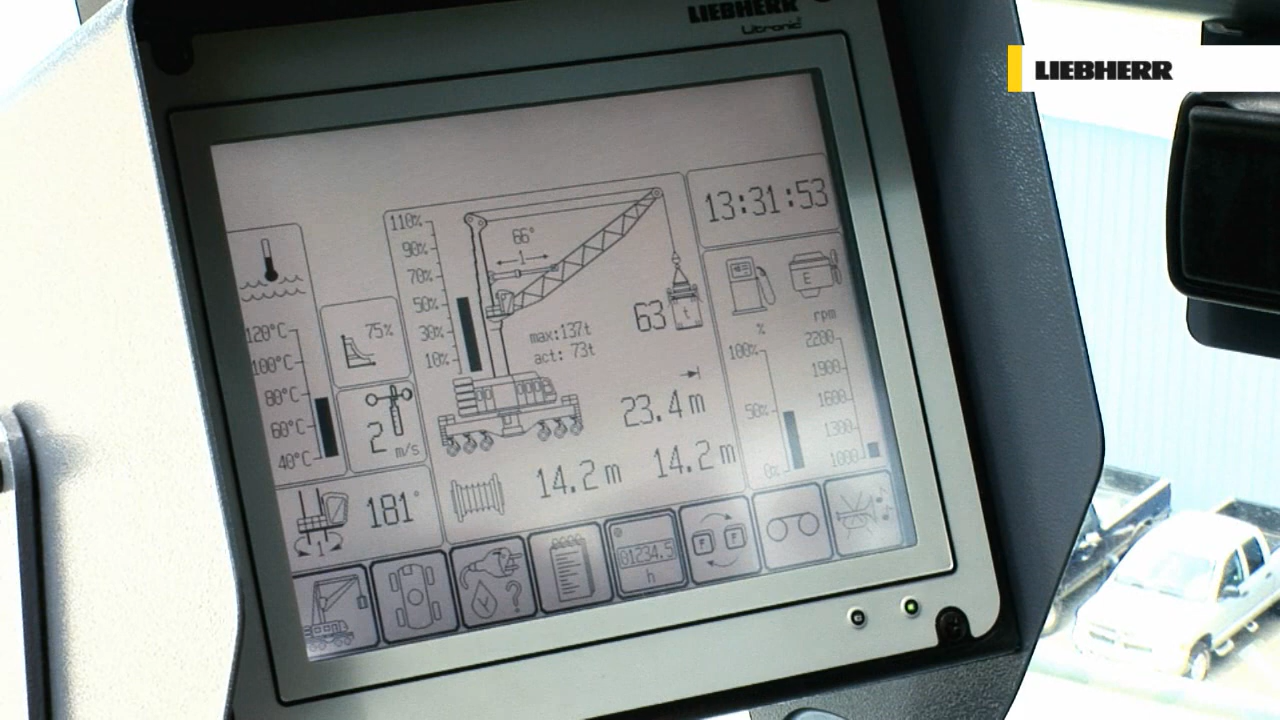 LIEBHERR
Litronic
LIEBHERR
13:31:53
110%
90%
70%
50%
30%
10%
66°
max:137t
act: 73t
63
t
23.4 m
14.2 m
14.2 m
120°C
100°C
80°C
60°C
40°C
75%
2 m/s
181°
1
E
%
100%
50%
0%
rpm
2200
1900
1600
1300
1000
Y ?
01234.5
h
F F